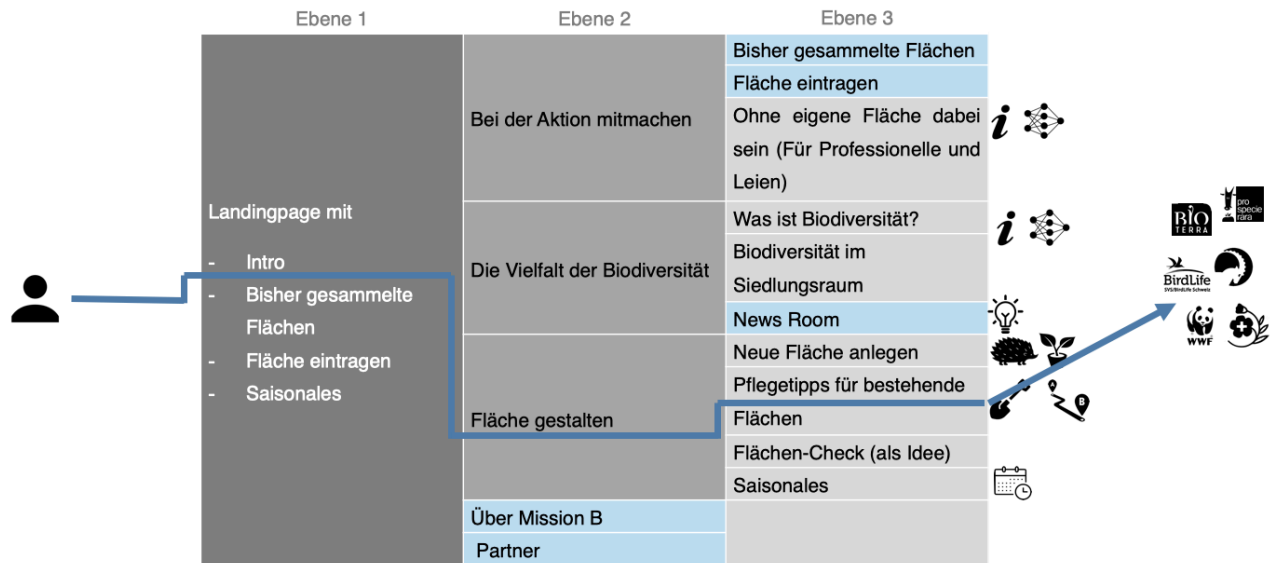 Ebene 1
Ebene 2
Ebene 3
Landingpage mit
- Intro
- Bisher gesammelte
Flächen
- Fläche eintragen
- Saisonales
Bei der Aktion mitmachen
Die Vielfalt der Biodiversität
Fläche gestalten
Über Mission B
Partner
Bisher gesammelte Flächen
Fläche eintragen
Ohne eigene Fläche dabei
sein (Für Professionelle und
Leien)
Was ist Biodiversität?
Biodiversität im
Siedlungsraum
News Room
Neue Fläche anlegen
Pflegetipps für bestehende
Flächen
Flächen-Check (als Idee)
Saisonales
i
i
A
B
BIO
TERRA
pro
specie
rara
BirdLife
SVS/BirdLife Schweiz
WWF